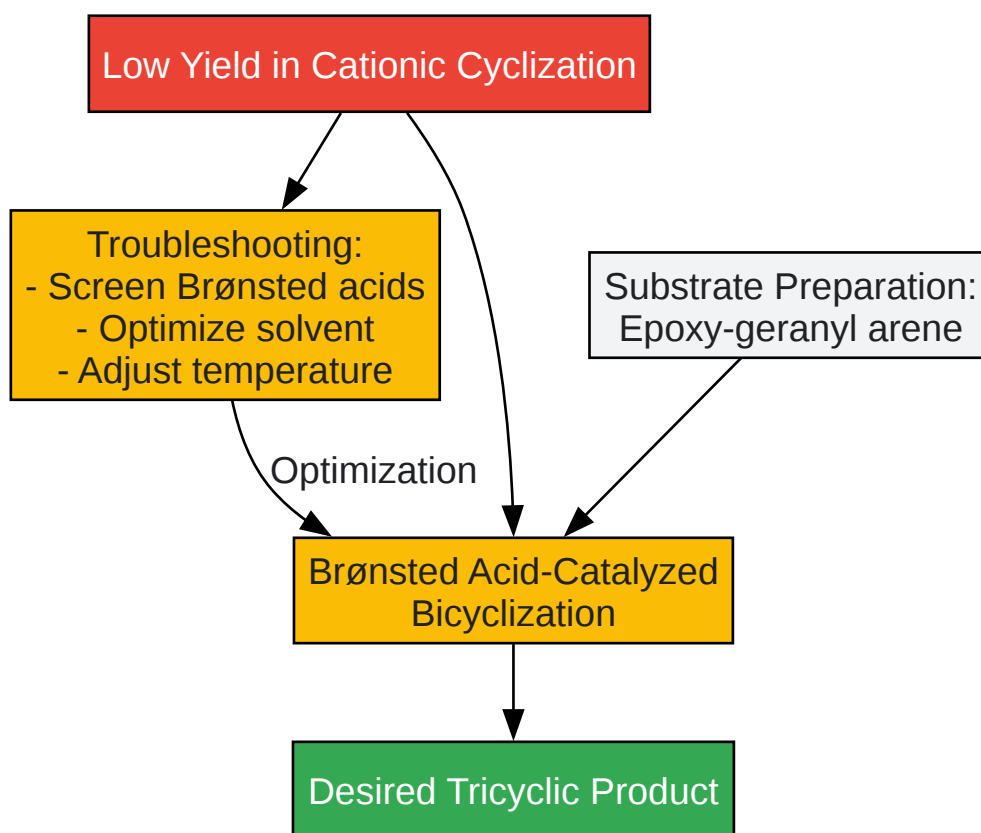 Low Yield in Cationic Cyclization
Troubleshooting:
- Screen Brønsted acids
- Optimize solvent
- Adjust temperature
Substrate Preparation:
Epoxy-geranyl arene
Optimization
Brønsted Acid-Catalyzed
Bicyclization
Desired Tricyclic Product